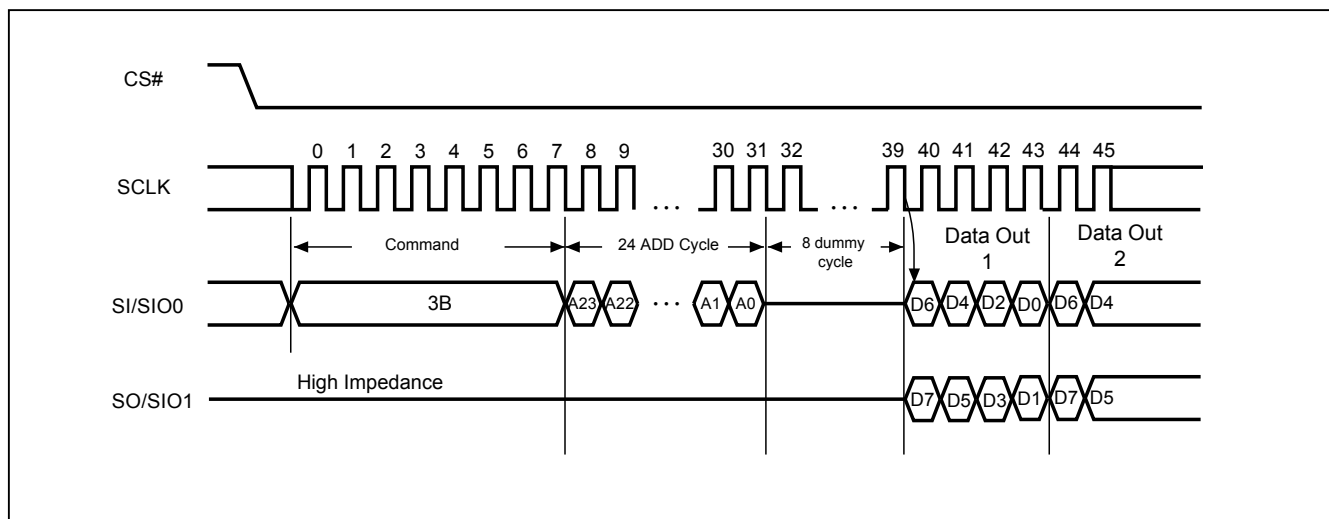 CS#
0 1 2 3 4 5 6 7 8 9 30 31 32 39 40 41 42 43 44 45
SCLK
... ...
Command 24 ADD Cycle 8 dummy Data Out Data Out
cycle 1 2
SI/SIO0 3B A23 A22 ... A1 A0 D6 D4 D2 D0 D6 D4
High Impedance
SO/SIO1 D7 D5 D3 D1 D7 D5